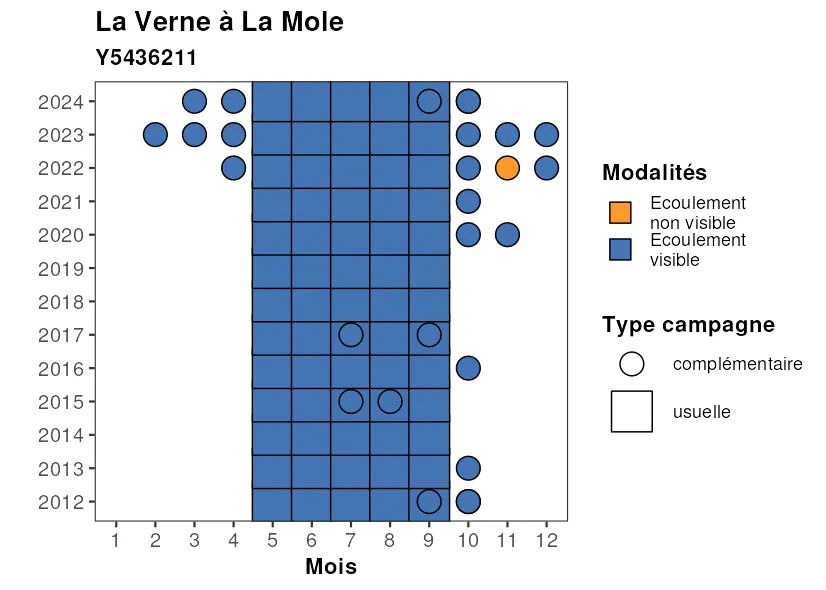 La Verne à La Mole
Y5436211
2024
2023
2022
2021
2020
2019
2018
2017
2016
2015
2014
2013
2012
1 2 3 4 5 6 7 8 9 10 11 12
Mois
Modalités
Ecoulement
non visible
Ecoulement
visible
Type campagne
complémentaire
usuelle